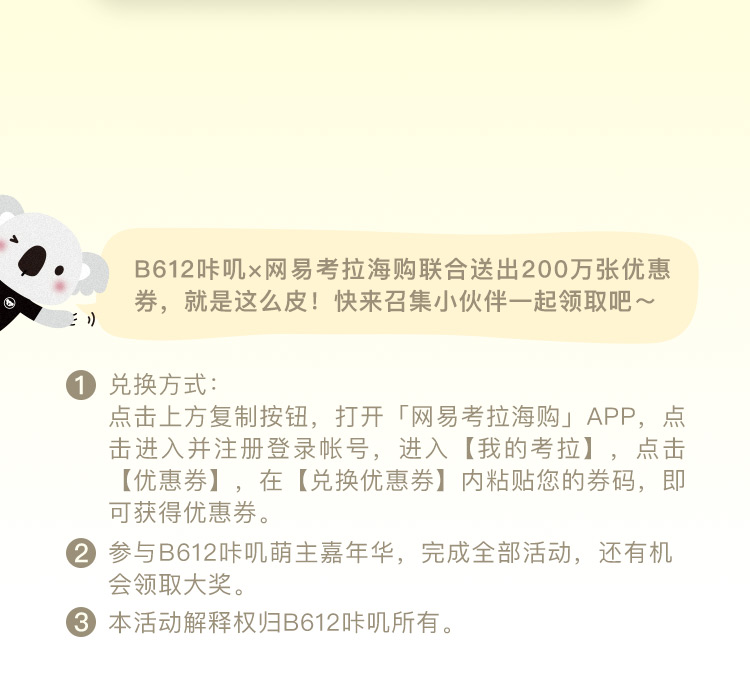 B612咔叽×网易考拉海购联合送出200万张优惠
券，就是这么皮！快来召集小伙伴一起领取吧～
1 兑换方式：
点击上方复制按钮，打开「网易考拉海购」APP，点
击进入并注册登录帐号，进入【我的考拉】，点击
【优惠券】，在【兑换优惠券】内粘贴您的券码，即
可获得优惠券。
2 参与B612咔叽萌主嘉年华，完成全部活动，还有机
会领取大奖。
3 本活动解释权归B612咔叽所有。